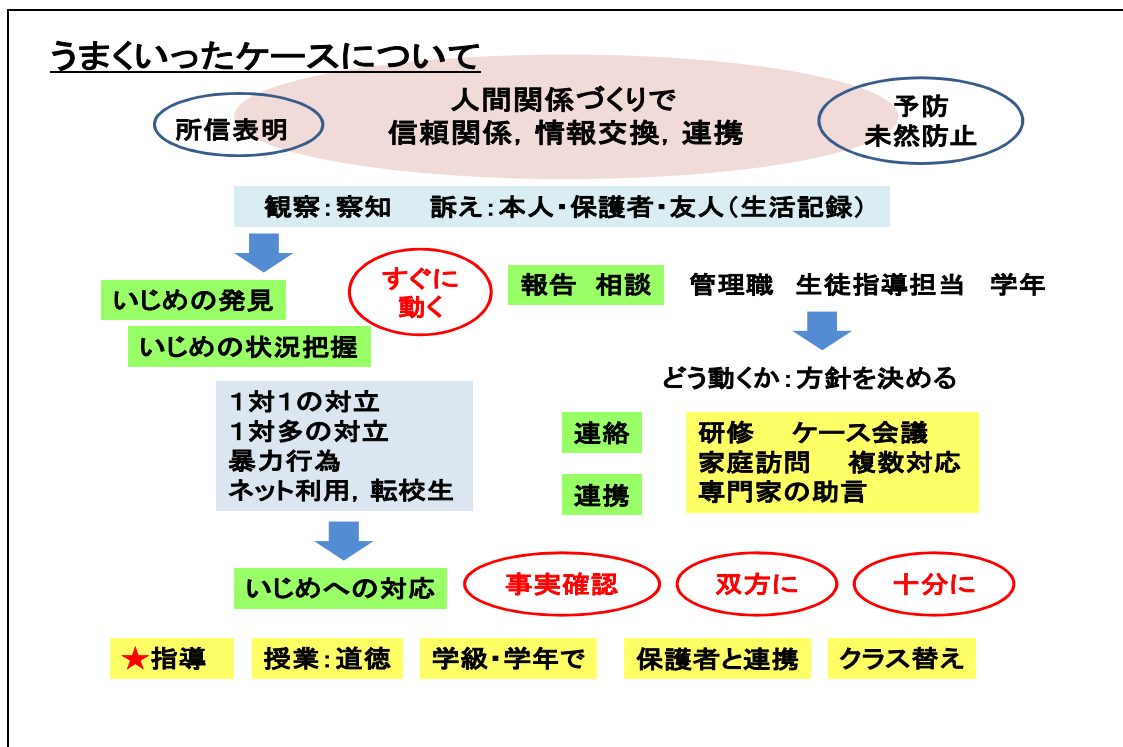 うまくいったケースについて
人間関係づくりで
信頼関係，情報交換，連携
所信表明
予防
未然防止
観察：察知　訴え：本人・保護者・友人（生活記録）
いじめの発見
すぐに
動く
報告　相談　管理職　生徒指導担当　学年
いじめの状況把握
どう動くか：方針を決める
１対１の対立
１対多の対立
暴力行為
ネット利用，転校生
連絡
連携
研修　ケース会議
家庭訪問　複数対応
専門家の助言
いじめへの対応
事実確認
双方に
十分に
★指導
授業：道徳
学級・学年で
保護者と連携
クラス替え